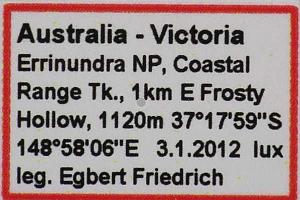 Australia - Victoria
Errinundra NP, Coastal
Range Tk., 1km E Frosty
Hollow, 1120m 37°17'59"S
148°58'06"E 3.1.2012 lux
leg. Egbert Friedrich